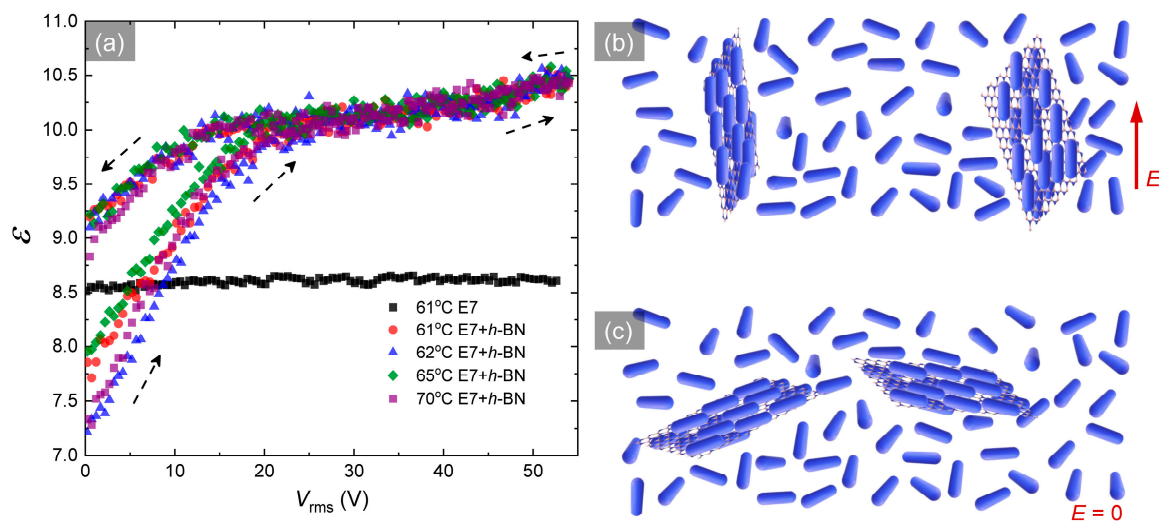 (a)
11.0
10.5
10.0
9.5
9.0
8.5
8.0
7.5
7.0
ε
0
10
20
30
40
50
V_rms (V)
61°C E7
61°C E7+h-BN
62°C E7+h-BN
65°C E7+h-BN
70°C E7+h-BN
(b)
E
(c)
E = 0